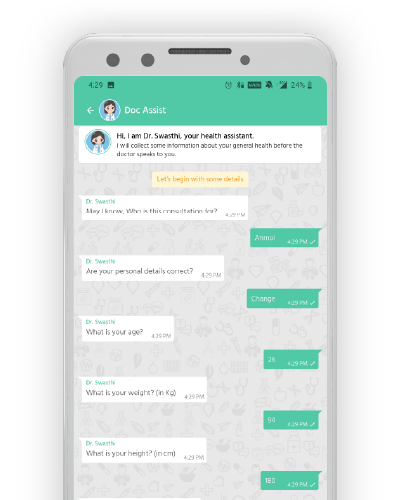 4:29 24%
Doc Assist
Hi, I am Dr. Swasthi, your health assistant.
I will collect some information about your general health before the
doctor speaks to you.
Let's begin with some details
Dr. Swasthi
May I know, Who is this consultation for?
4:29 PM
Anmol
4:29 PM
Dr. Swasthi
Are your personal details correct?
4:29 PM
Change
4:29 PM
Dr. Swasthi
What is your age?
4:29 PM
26
4:29 PM
Dr. Swasthi
What is your weight? (in Kg)
4:29 PM
94
4:29 PM
Dr. Swasthi
What is your height? (in cm)
4:29 PM
180
4:29 PM